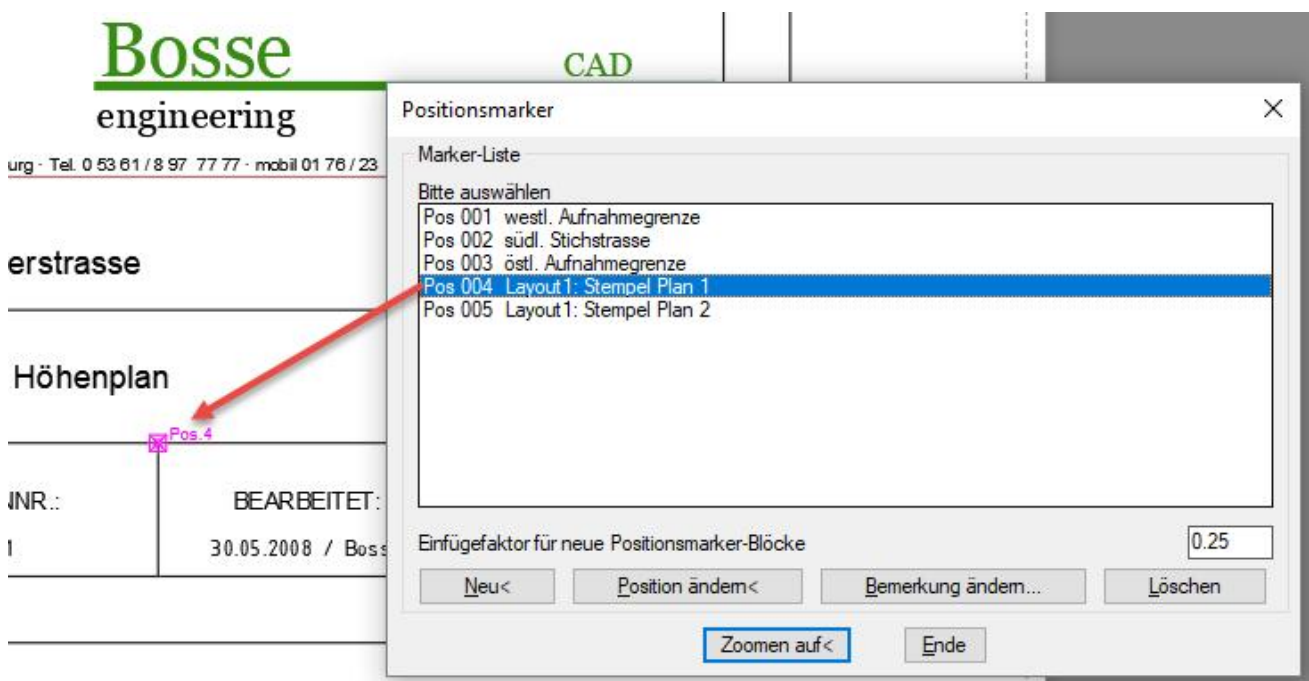 Bosse
CAD
engineering
urg · Tel. 0 53 61 / 8 97 77 77 · mobil 01 76 / 23
erstrasse
Höhenplan
Pos.4
NR.:
BEARBEITET:
1
30.05.2008 / Boss
Positionsmarker
Marker-Liste
Bitte auswählen
Pos 001 westl. Aufnahmegrenze
Pos 002 südl. Stichstrasse
Pos 003 östl. Aufnahmegrenze
Pos 004 Layout1: Stempel Plan 1
Pos 005 Layout1: Stempel Plan 2
Einfügefaktor für neue Positionsmarker-Blöcke
0.25
Neu<
Position ändern<
Bemerkung ändern...
Löschen
Zoomen auf<
Ende